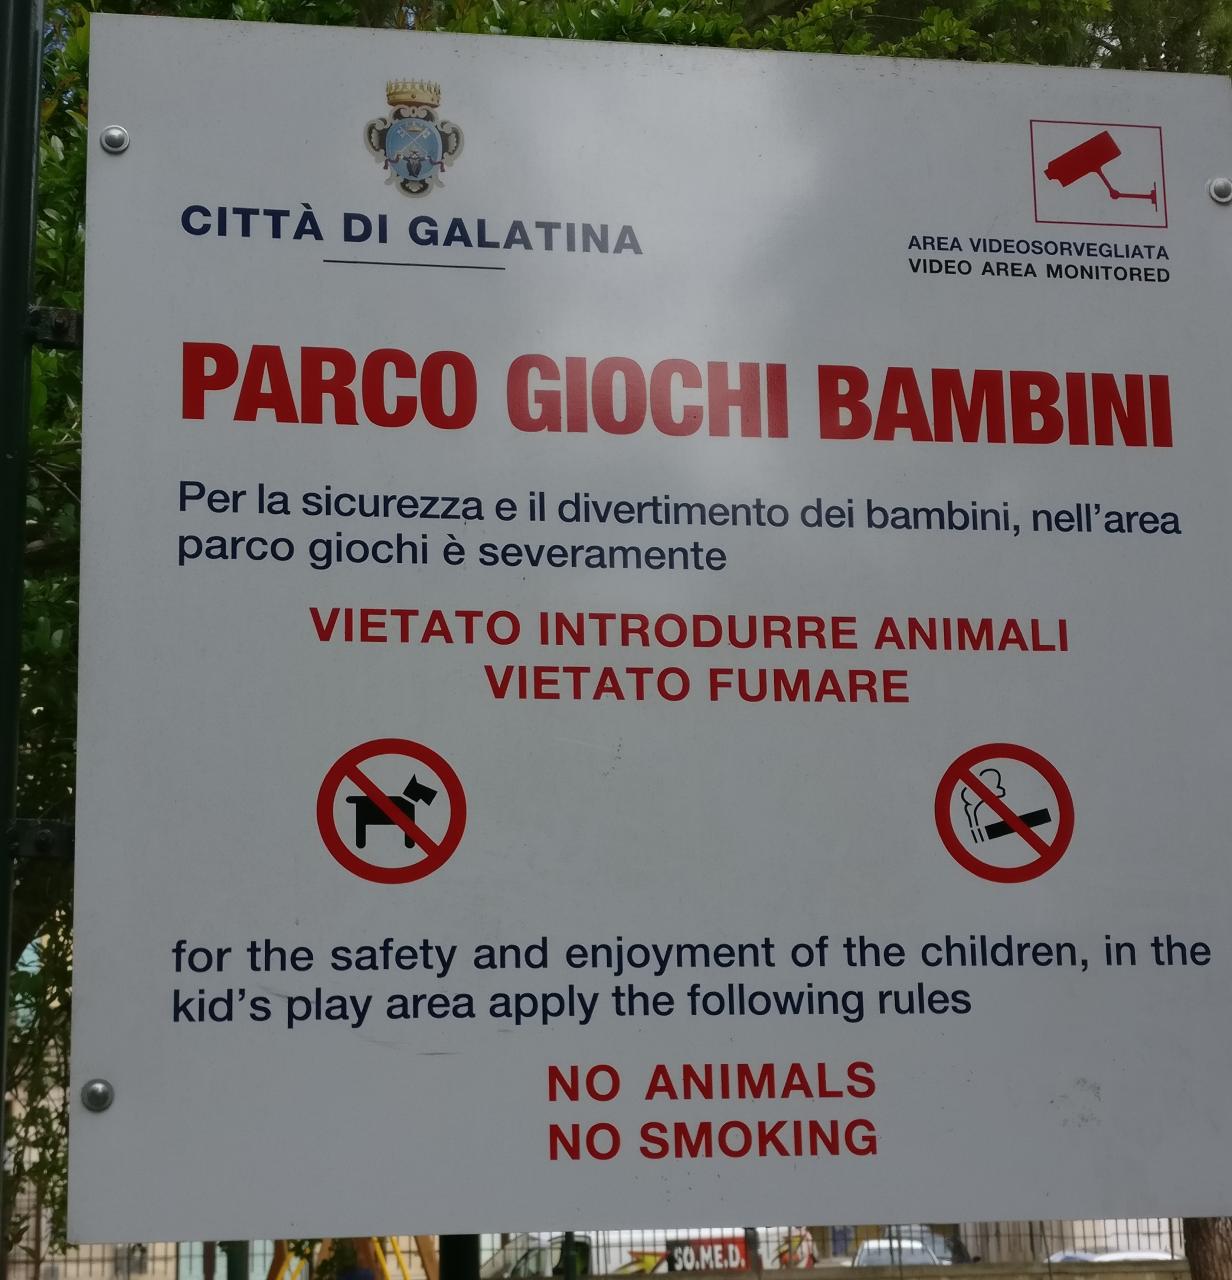 CITTÀ DI GALATINA
AREA VIDEOSORVEGLIATA
VIDEO AREA MONITORED
PARCO GIOCHI BAMBINI
Per la sicurezza e il divertimento dei bambini, nell'area
parco giochi è severamente
VIETATO INTRODURRE ANIMALI
VIETATO FUMARE
for the safety and enjoyment of the children, in the
kid's play area apply the following rules
NO ANIMALS
NO SMOKING
SO.ME.D.